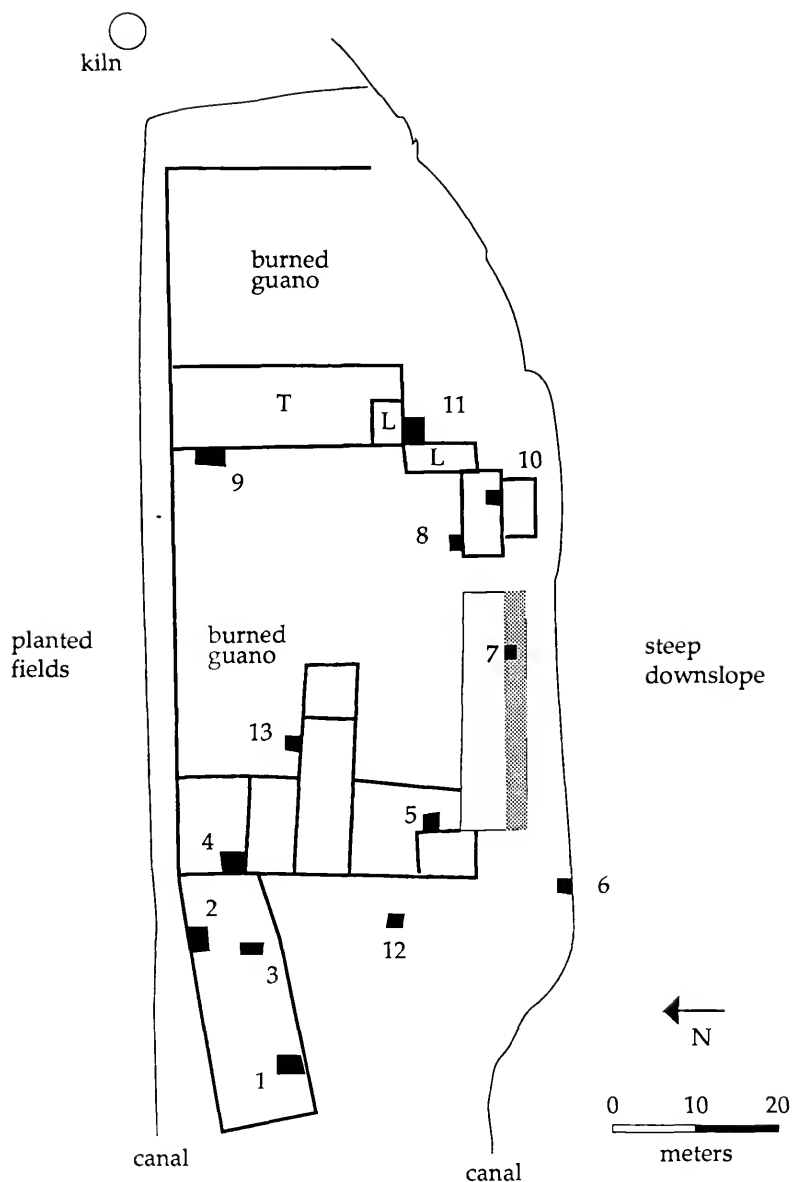 kiln
burned
guano
T
L
11
L
10
9
8
planted
fields
burned
guano
7
steep
downslope
13
5
4
6
2
12
3
N
1
0 10 20
meters
canal
canal